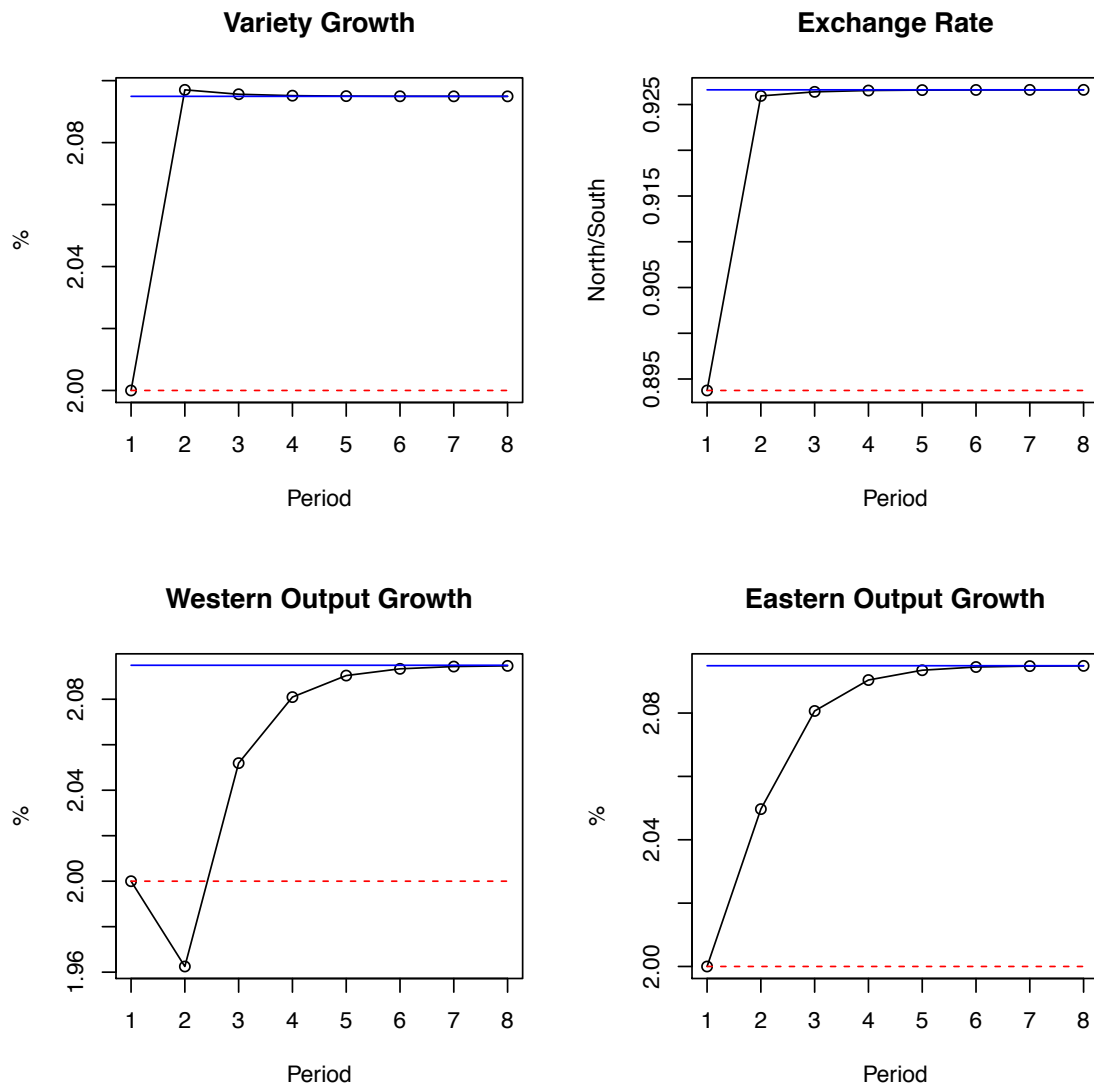 Variety Growth
%
2.00
2.04
2.08
1 2 3 4 5 6 7 8
Period
Exchange Rate
North/South
0.895
0.905
0.915
0.925
1 2 3 4 5 6 7 8
Period
Western Output Growth
%
1.96
2.00
2.04
2.08
1 2 3 4 5 6 7 8
Period
Eastern Output Growth
%
2.00
2.04
2.08
1 2 3 4 5 6 7 8
Period